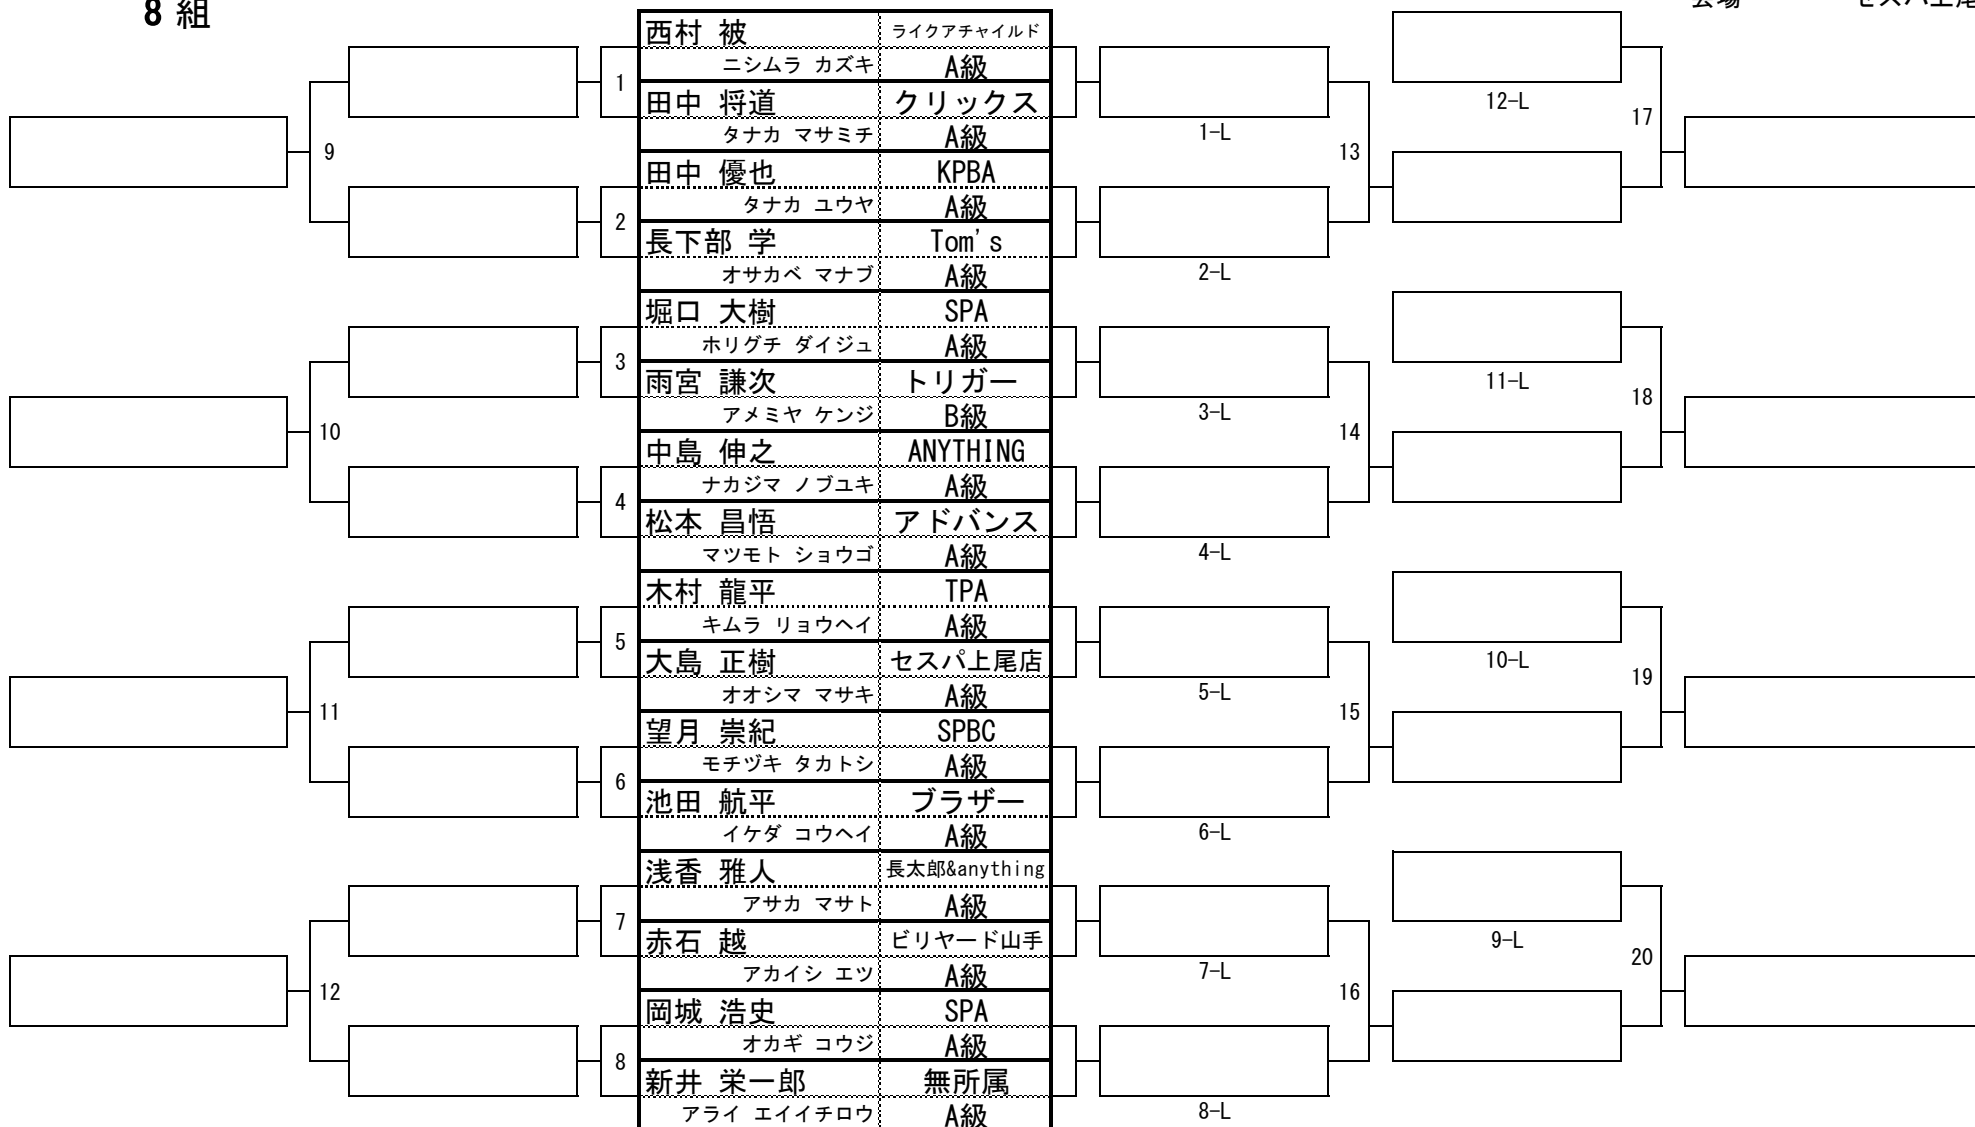 8 組
会場 セスパ上尾
西村 被 ライクアチャイルド
ニシムラ カズキ A級
田中 将道 クリックス
タナカ マサミチ A級
田中 優也 KPBA
タナカ ユウヤ A級
長下部 学 Tom's
オサカベ マナブ A級
堀口 大樹 SPA
ホリグチ ダイジュ A級
雨宮 謙次 トリガー
アメミヤ ケンジ B級
中島 伸之 ANYTHING
ナカジマ ノブユキ A級
松本 昌悟 アドバンス
マツモト ショウゴ A級
木村 龍平 TPA
キムラ リョウヘイ A級
大島 正樹 セスパ上尾店
オオシマ マサキ A級
望月 崇紀 SPBC
モチヅキ タカトシ A級
池田 航平 ブラザー
イケダ コウヘイ A級
浅香 雅人 長太郎&anything
アサカ マサト A級
赤石 越 ビリヤード山手
アカイシ エツ A級
岡城 浩史 SPA
オカギ コウジ A級
新井 栄一郎 無所属
アライ エイイチロウ A級
1
2
3
4
5
6
7
8
9
10
11
12
1-L
2-L
3-L
4-L
5-L
6-L
7-L
8-L
13
14
15
16
12-L
11-L
10-L
9-L
17
18
19
20